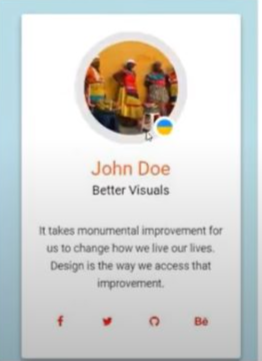 John Doe
Better Visuals
It takes monumental improvement for
us to change how we live our lives.
Design is the way we access that
improvement.
Bē